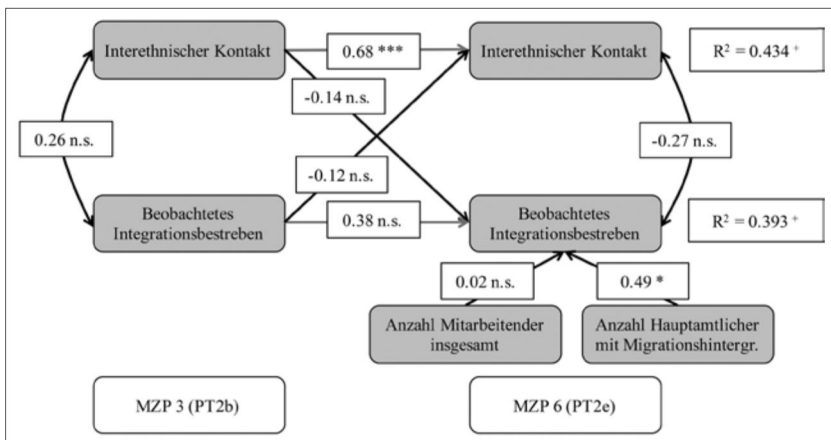 Interethnischer Kontakt
0.68 ***
Interethnischer Kontakt
R² = 0.434 ⁺
-0.14 n.s.
0.26 n.s.
-0.27 n.s.
-0.12 n.s.
Beobachtetes
Integrationsbestreben
0.38 n.s.
Beobachtetes
Integrationsbestreben
R² = 0.393 ⁺
0.02 n.s.
0.49 *
Anzahl Mitarbeitender
insgesamt
Anzahl Hauptamtlicher
mit Migrationshintergr.
MZP 3 (PT2b)
MZP 6 (PT2e)